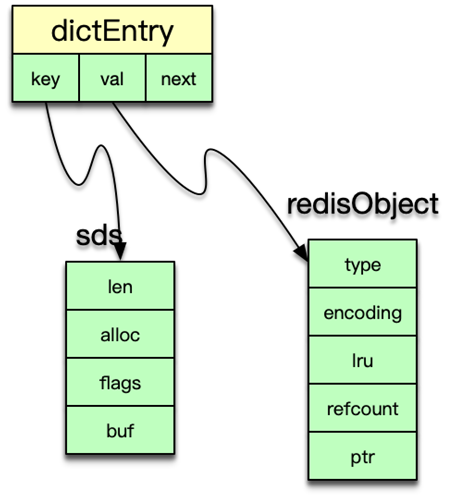 dictEntry
key val next
sds
len
alloc
flags
buf
redisObject
type
encoding
lru
refcount
ptr